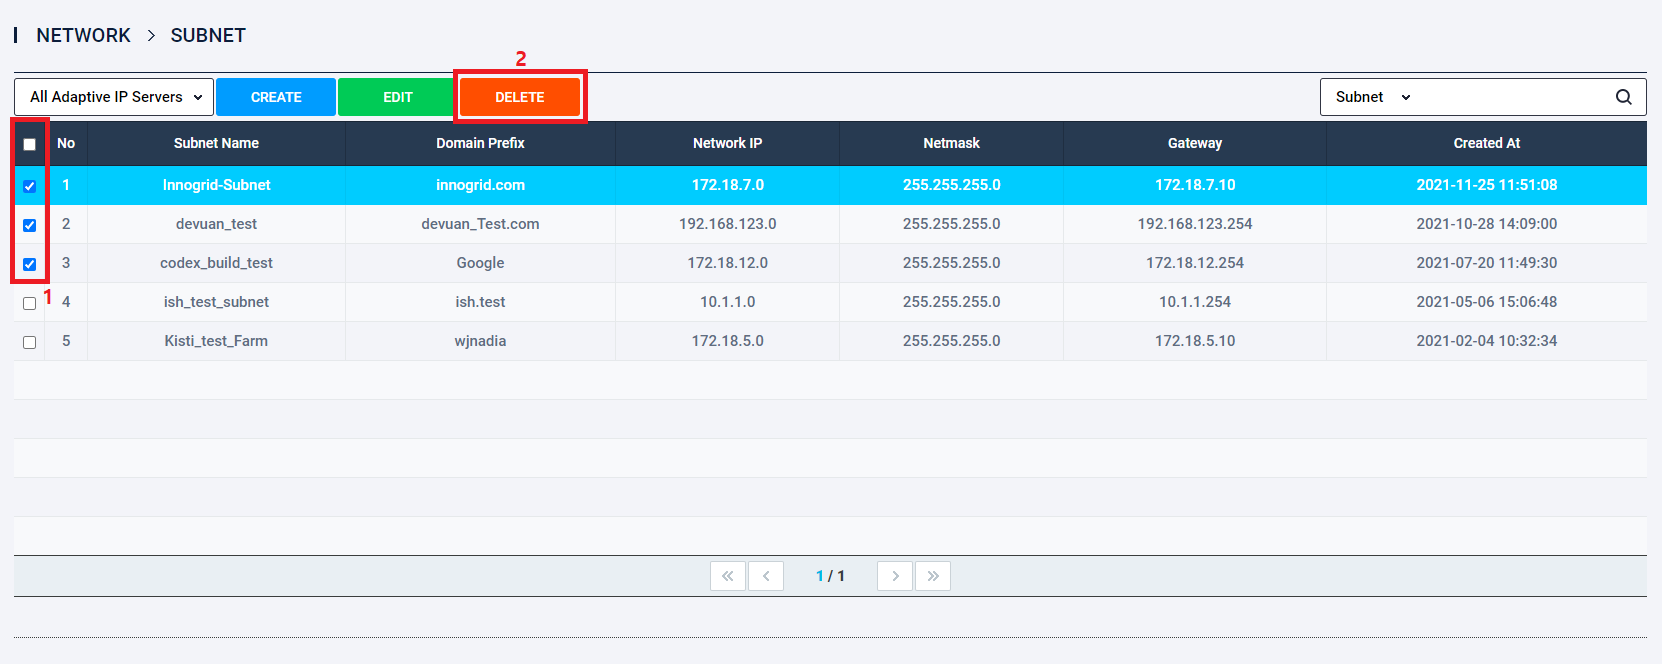 NETWORK > SUBNET
2
All Adaptive IP Servers CREATE EDIT DELETE Subnet
No Subnet Name Domain Prefix Network IP Netmask Gateway Created At
1 Innogrid-Subnet innogrid.com 172.18.7.0 255.255.255.0 172.18.7.10 2021-11-25 11:51:08
2 devuan_test devuan_Test.com 192.168.123.0 255.255.255.0 192.168.123.254 2021-10-28 14:09:00
3 codex_build_test Google 172.18.12.0 255.255.255.0 172.18.12.254 2021-07-20 11:49:30
1
4 ish_test_subnet ish.test 10.1.1.0 255.255.255.0 10.1.1.254 2021-05-06 15:06:48
5 Kisti_test_Farm wjnadia 172.18.5.0 255.255.255.0 172.18.5.10 2021-02-04 10:32:34
« ‹ 1 / 1 › »